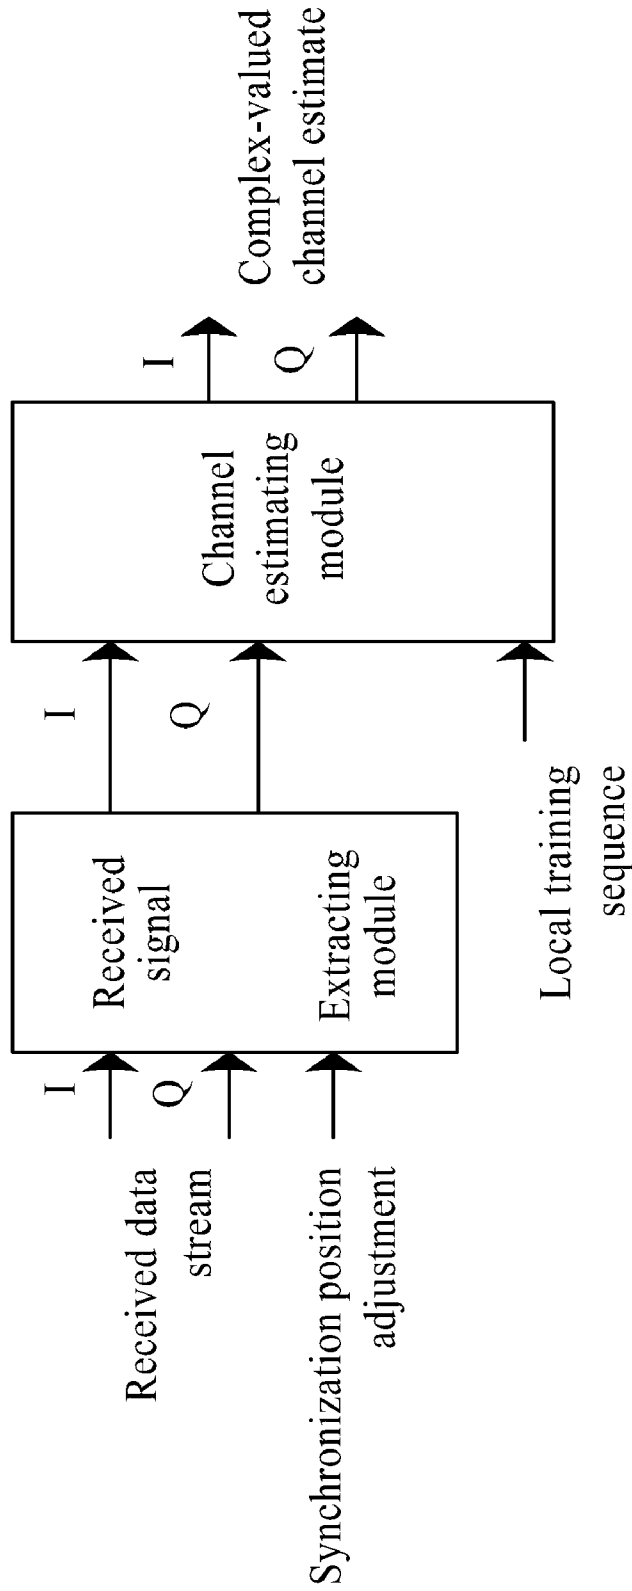 Received data
stream
Synchronization position
adjustment
I
Q
Received
signal
Extracting
module
I
Q
Local training
sequence
Channel
estimating
module
I
Q
Complex-valued
channel estimate